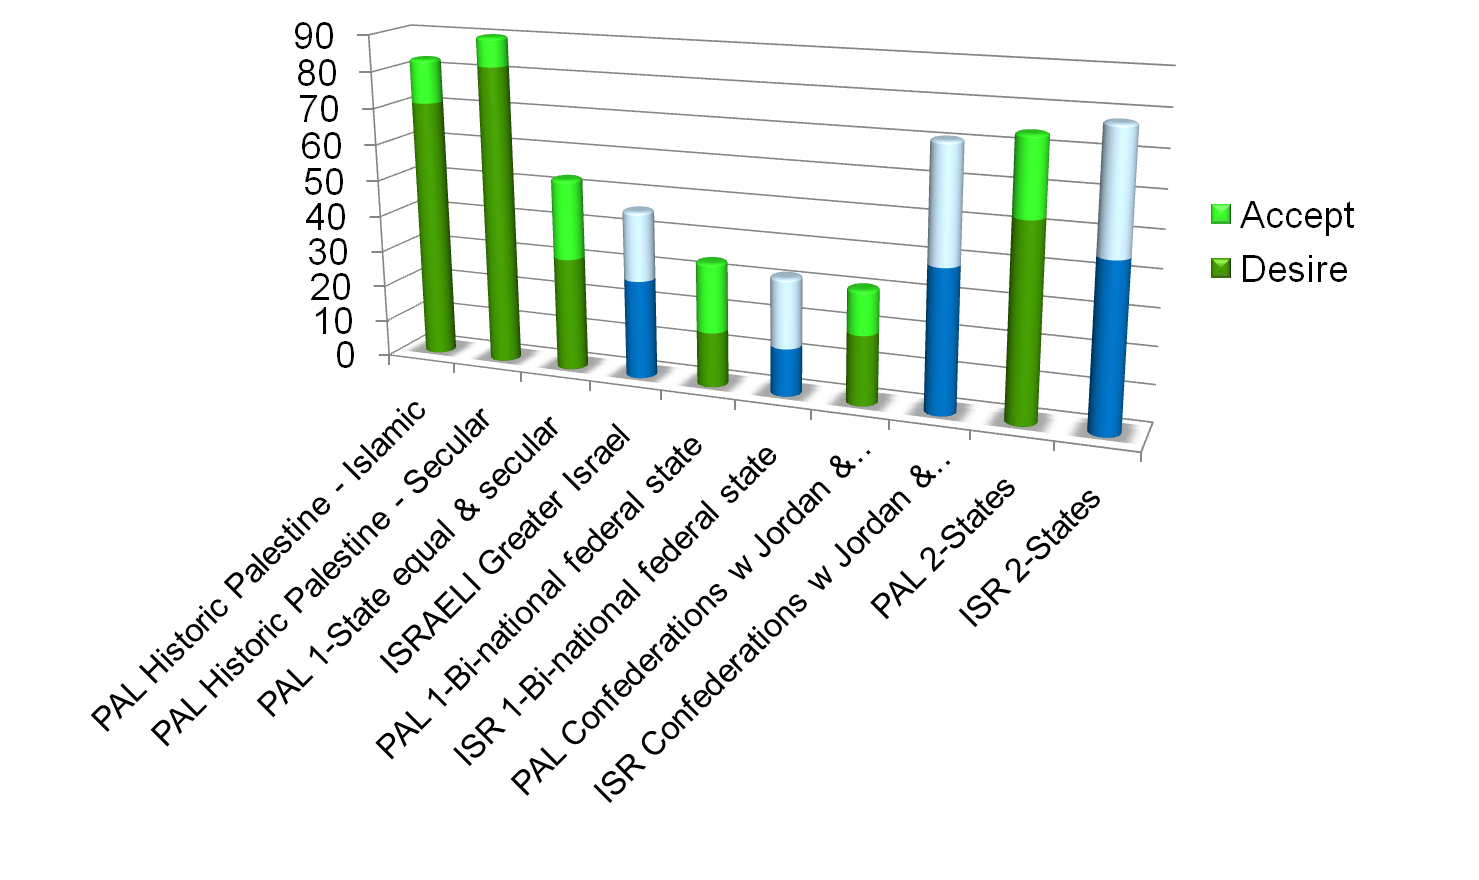 90
80
70
60
50
40
30
20
10
0
PAL Historic Palestine - Islamic
PAL Historic Palestine - Secular
PAL 1-State equal & secular
ISRAELI Greater Israel
PAL 1-Bi-national federal state
ISR 1-Bi-national federal state
PAL Confederations w Jordan &..
ISR Confederations w Jordan &..
PAL 2-States
ISR 2-States
Accept
Desire